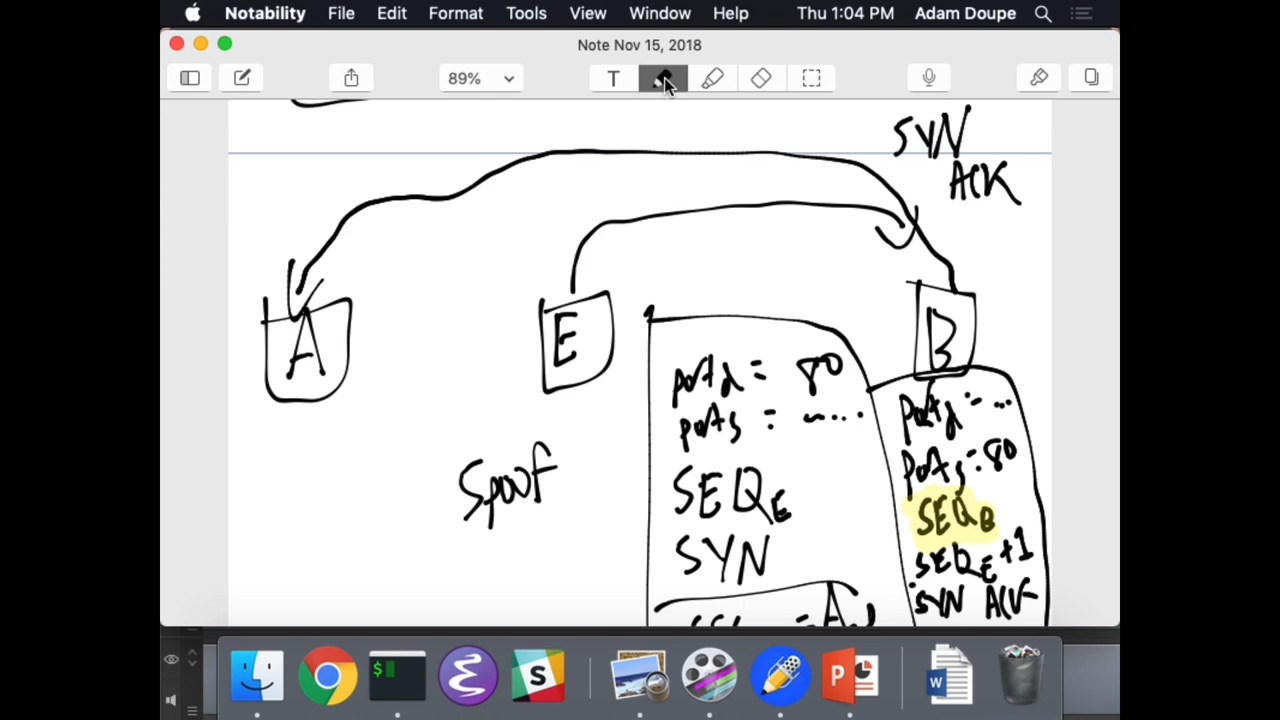 Notability File Edit Format Tools View Window Help Thu 1:04 PM Adam Doupe
Note Nov 15, 2018
89%
T
SYN
ACK
A
E
B
portd = 80
ports = ....
SEQE
SYN
Spoof
portd = ...
ports = 80
SEQB
SEQE+1
SYN ACK
= A
$
S
P
W